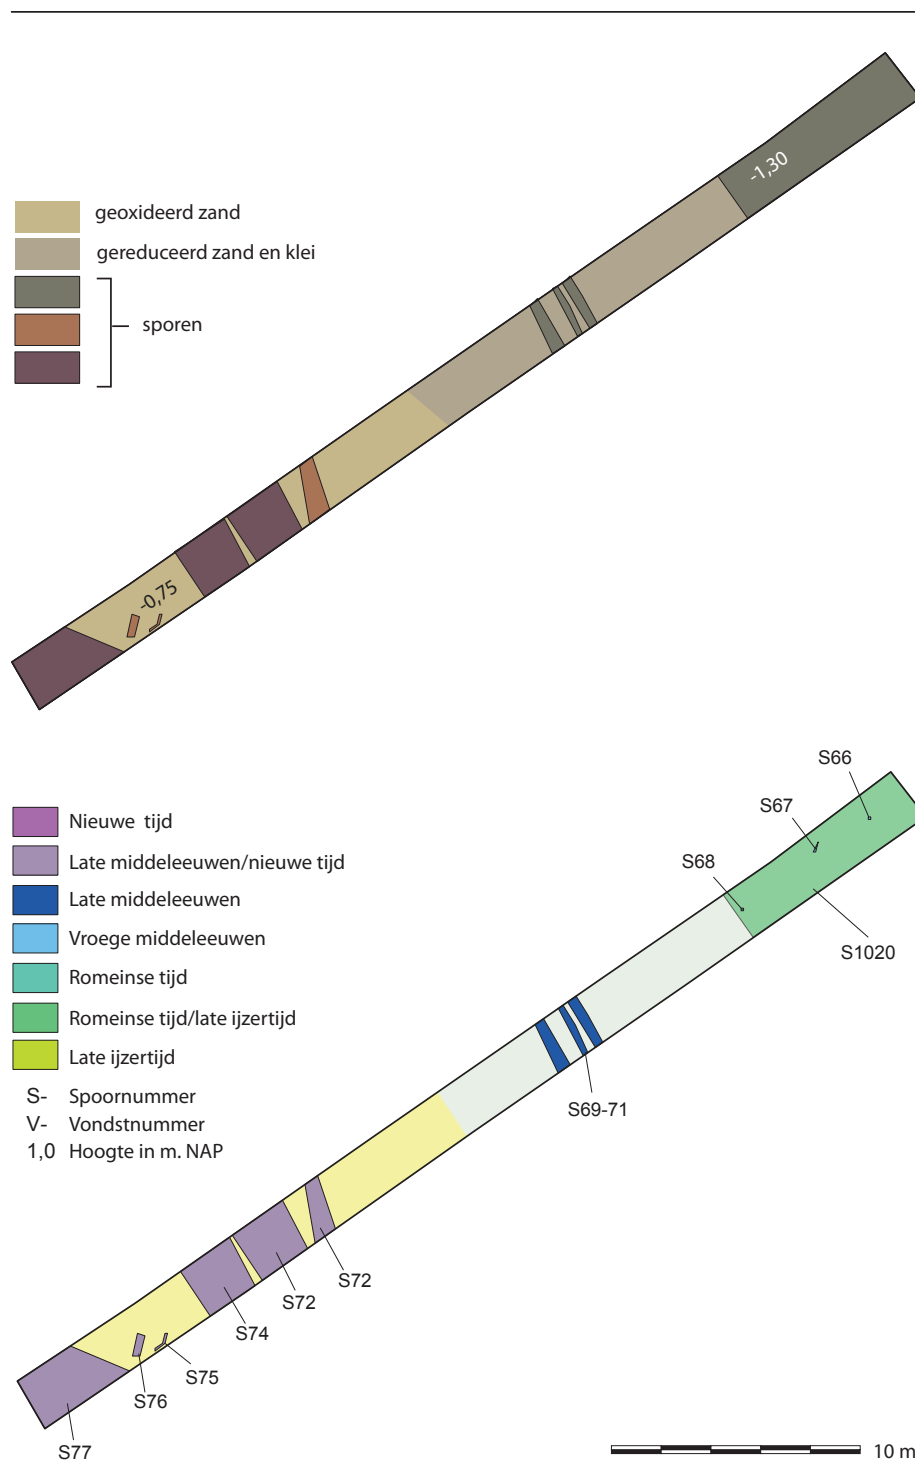 -1,30
geoxideerd zand
gereduceerd zand en klei
sporen
-0,75
S66
S67
S68
S1020
Nieuwe tijd
Late middeleeuwen/nieuwe tijd
Late middeleeuwen
Vroege middeleeuwen
Romeinse tijd
Romeinse tijd/late ijzertijd
Late ijzertijd
S- Spoornummer
V- Vondstnummer
1,0 Hoogte in m. NAP
S69-71
S72
S72
S74
S75
S76
S77
10 m